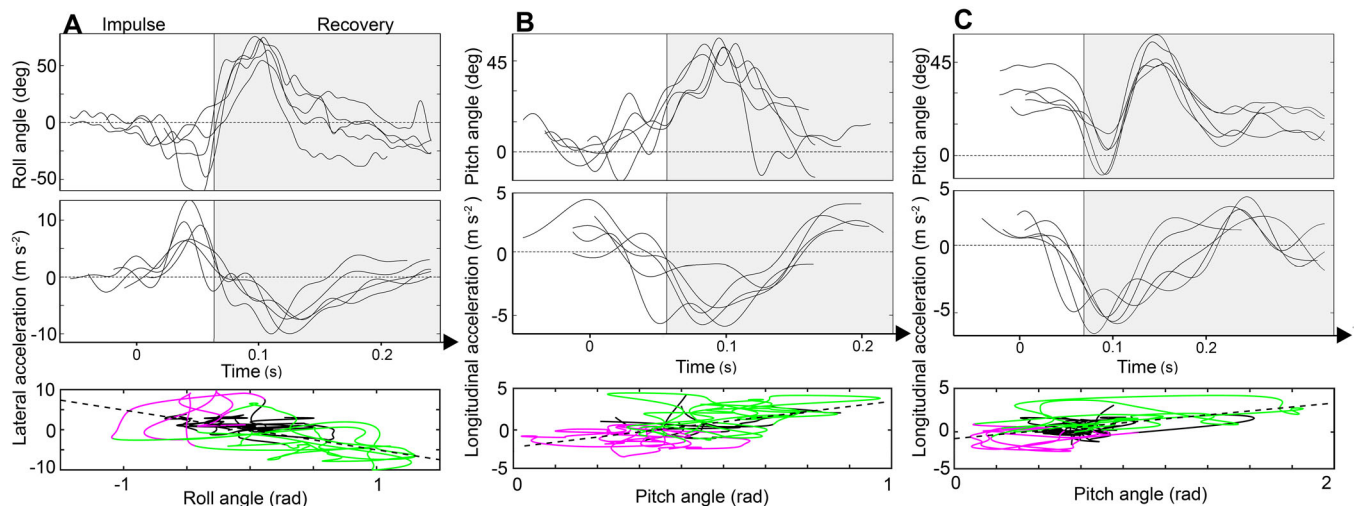 A
Impulse
Recovery
Roll angle (deg)
50
0
-50
Lateral acceleration (m s-2)
10
0
-10
0
0.1
0.2
Time (s)
Lateral acceleration (m s-2)
10
0
-10
-1
1
Roll angle (rad)
B
Pitch angle (deg)
45
0
Longitudinal acceleration (m s-2)
5
0
-5
0
0.1
0.2
Time (s)
5
0
-5
0
1
Pitch angle (rad)
C
Pitch angle (deg)
45
0
Longitudinal acceleration (m s-2)
5
0
-5
0
0.1
0.2
Time (s)
5
0
-5
0
2
Pitch angle (rad)